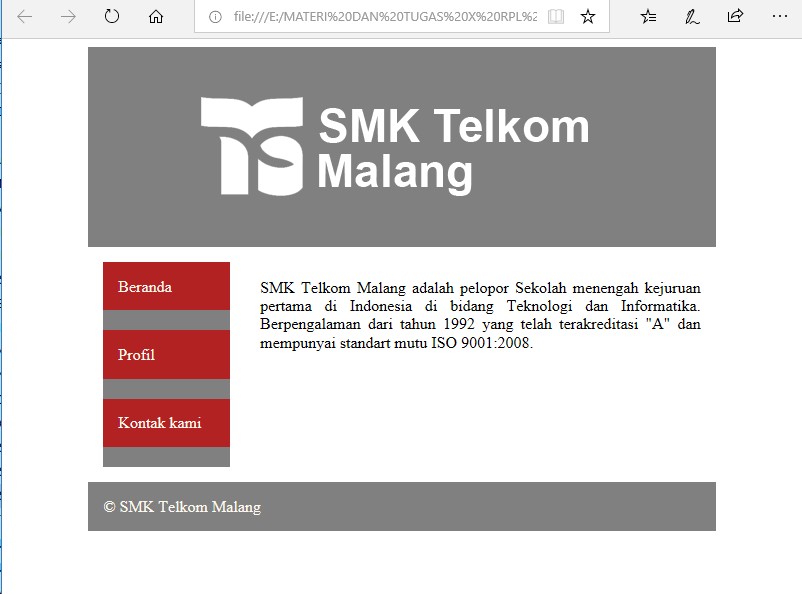 file:///E:/MATERI%20DAN%20TUGAS%20X%20RPL%2
SMK Telkom
Malang
Beranda
Profil
Kontak kami
SMK Telkom Malang adalah pelopor Sekolah menengah kejuruan
pertama di Indonesia di bidang Teknologi dan Informatika.
Berpengalaman dari tahun 1992 yang telah terakreditasi "A" dan
mempunyai standart mutu ISO 9001:2008.
© SMK Telkom Malang